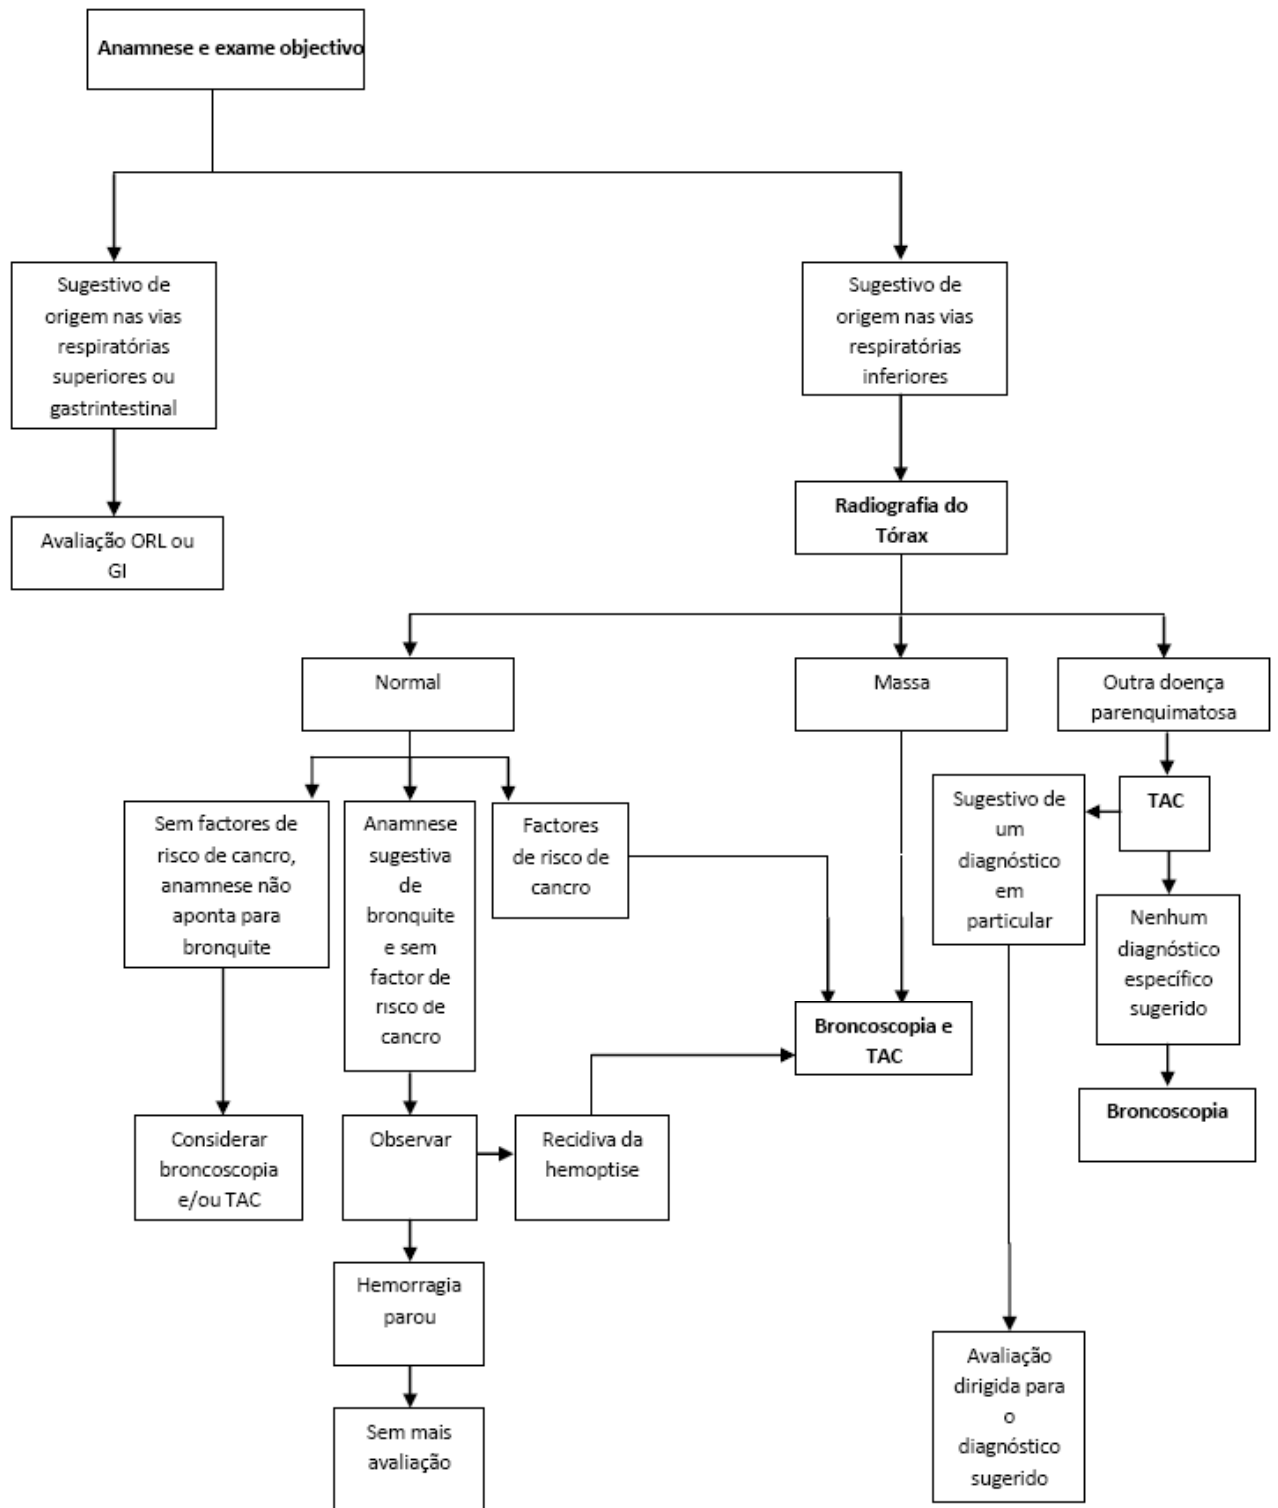 Anamnese e exame objectivo
Sugestivo de
origem nas vias
respiratórias
superiores ou
gastrintestinal
Sugestivo de
origem nas vias
respiratórias
inferiores
Avaliação ORL ou
GI
Radiografia do
Tórax
Normal
Massa
Outra doença
parenquimatosa
Sem factores de
risco de cancro,
anamnese não
aponta para
bronquite
Anamnese
sugestiva
de
bronquite
e sem
factor de
risco de
cancro
Factores
de risco de
cancro
Sugestivo de
um
diagnóstico
em
particular
TAC
Nenhum
diagnóstico
específico
sugerido
Broncoscopia e
TAC
Broncoscopia
Considerar
broncoscopia
e/ou TAC
Observar
Recidiva da
hemoptise
Hemorragia
parou
Sem mais
avaliação
Avaliação
dirigida para
o
diagnóstico
sugerido